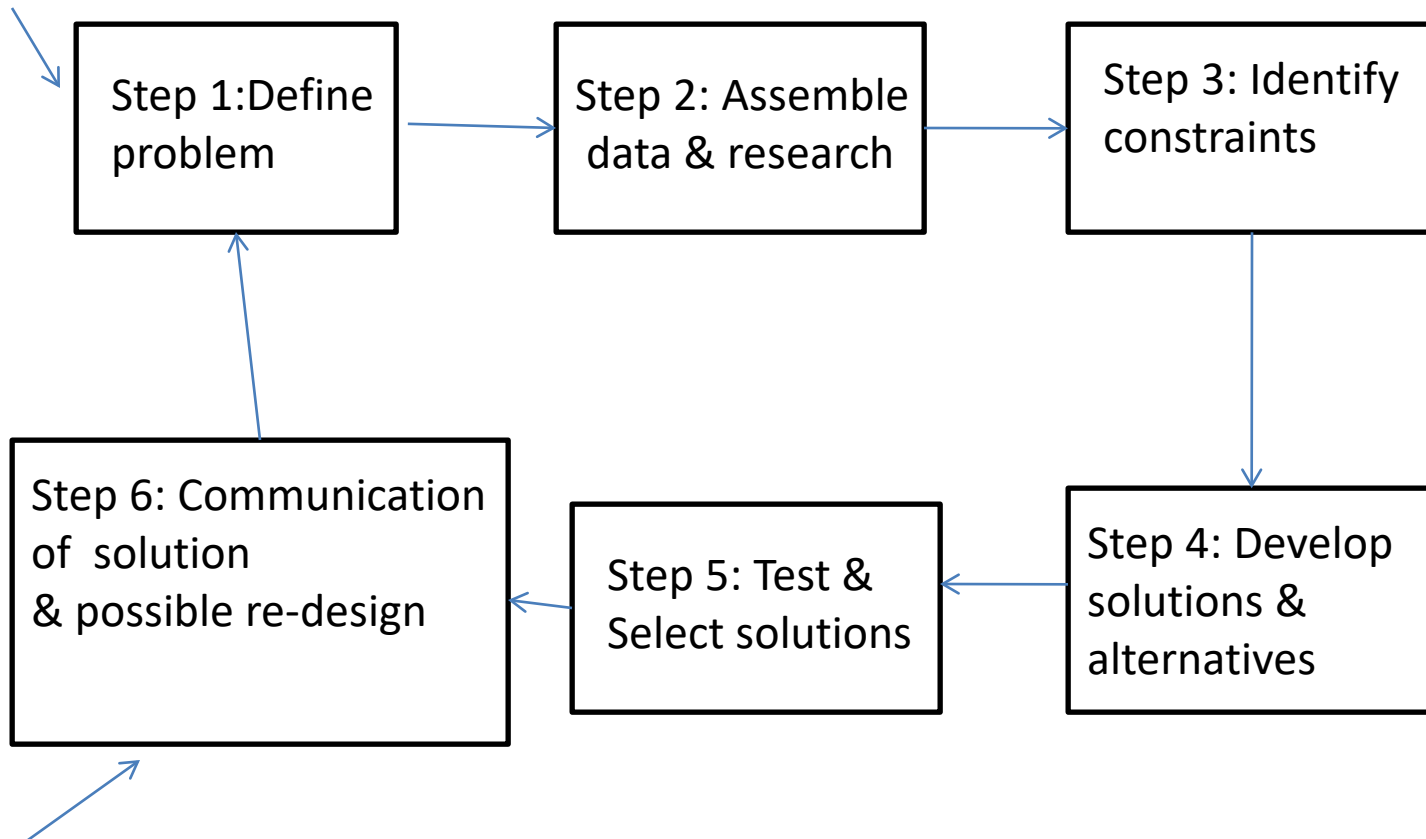 Step 1:Define
problem
Step 2: Assemble
data & research
Step 3: Identify
constraints
Step 4: Develop
solutions &
alternatives
Step 5: Test &
Select solutions
Step 6: Communication
of solution
& possible re-design